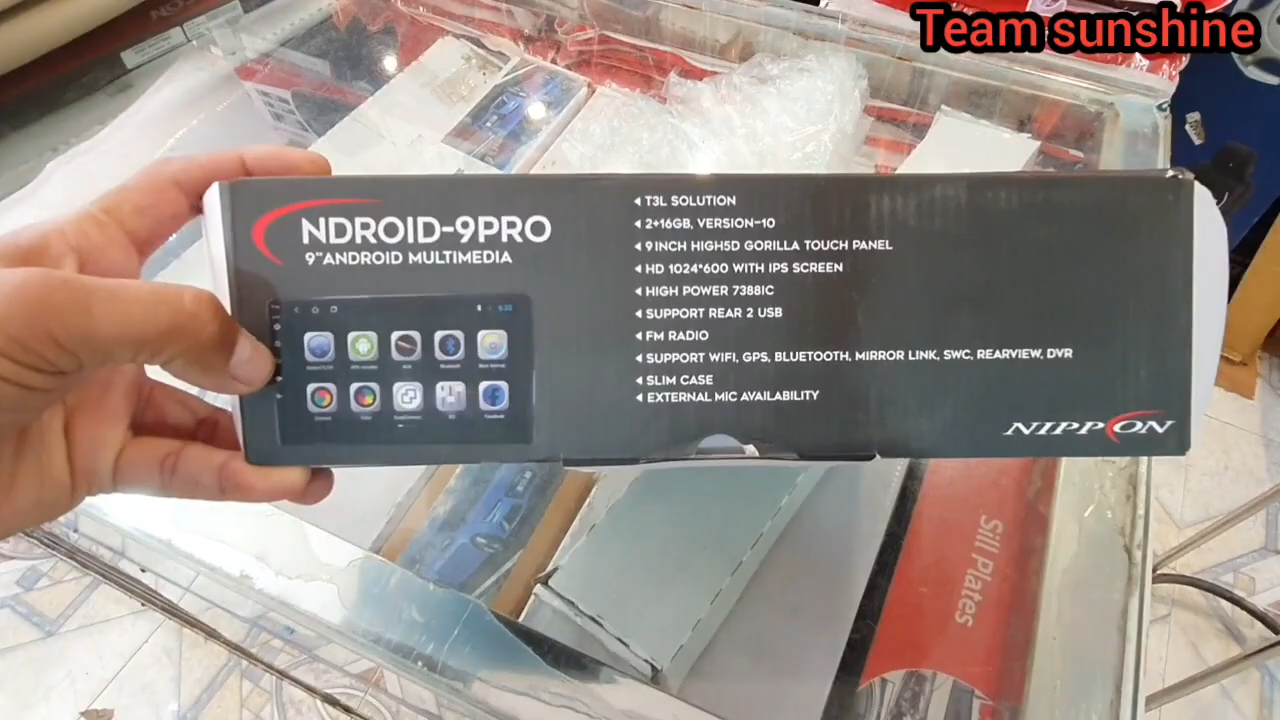 Team sunshine
NDROID-9PRO
9"ANDROID MULTIMEDIA
T3L SOLUTION
2+16GB, VERSION-10
9 INCH HIGH5D GORILLA TOUCH PANEL
HD 1024*600 WITH IPS SCREEN
HIGH POWER 7388IC
SUPPORT REAR 2 USB
FM RADIO
SUPPORT WIFI, GPS, BLUETOOTH, MIRROR LINK, SWC, REARVIEW, DVR
SLIM CASE
EXTERNAL MIC AVAILABILITY
NIPPON
Sill Plates